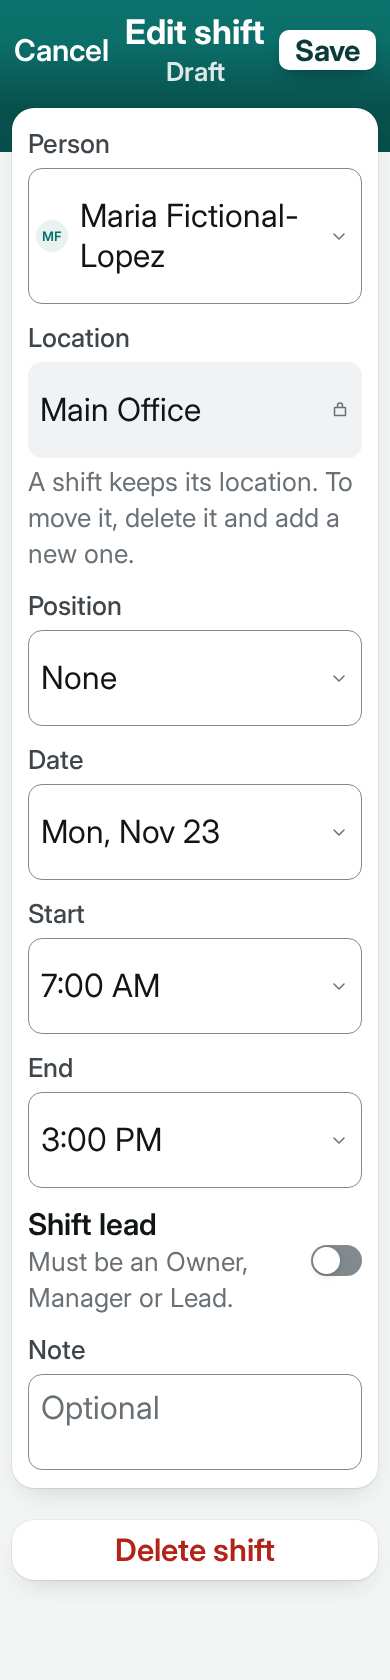 Cancel
Edit shift
Draft
Save
Person
MF
Maria Fictional-
Lopez
Location
Main Office
A shift keeps its location. To
move it, delete it and add a
new one.
Position
None
Date
Mon, Nov 23
Start
7:00 AM
End
3:00 PM
Shift lead
Must be an Owner,
Manager or Lead.
Note
Optional
Delete shift